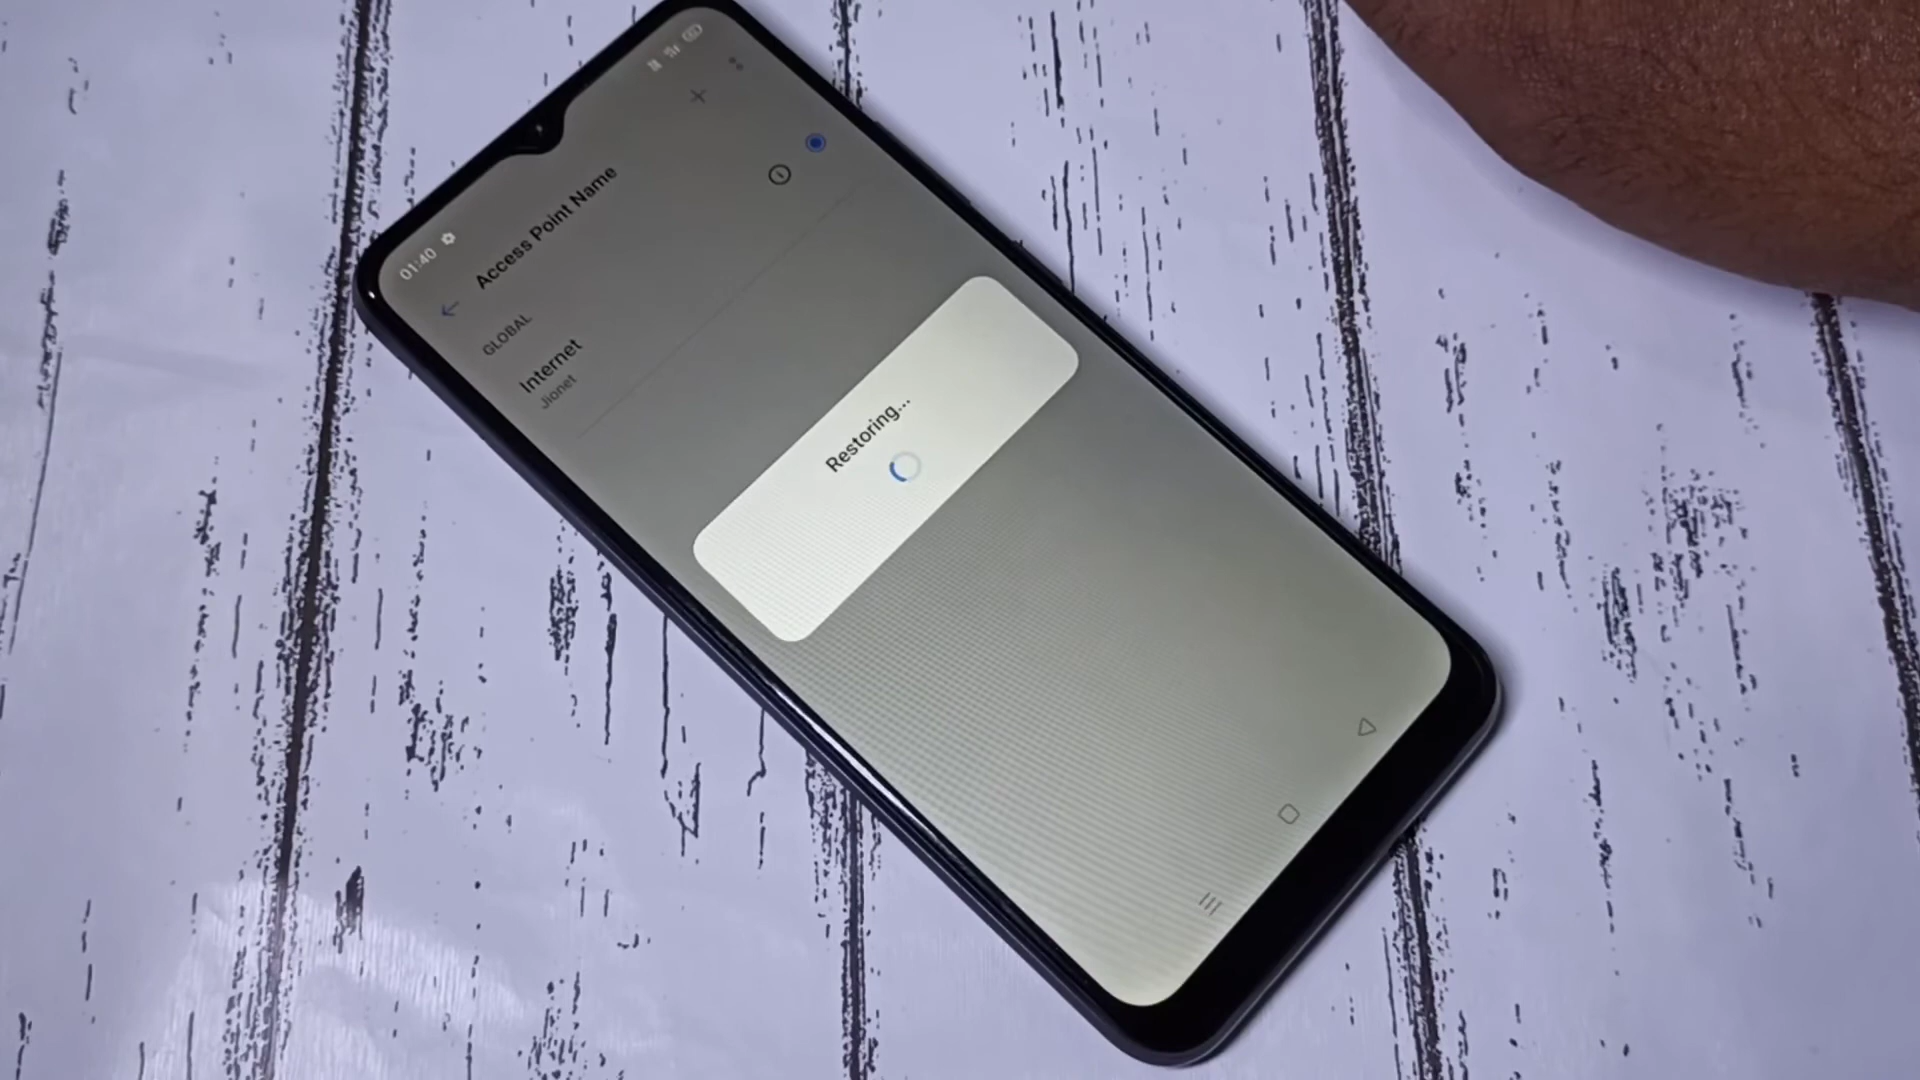 01:40
Access Point Name
GLOBAL
Internet
Jionet
Restoring...